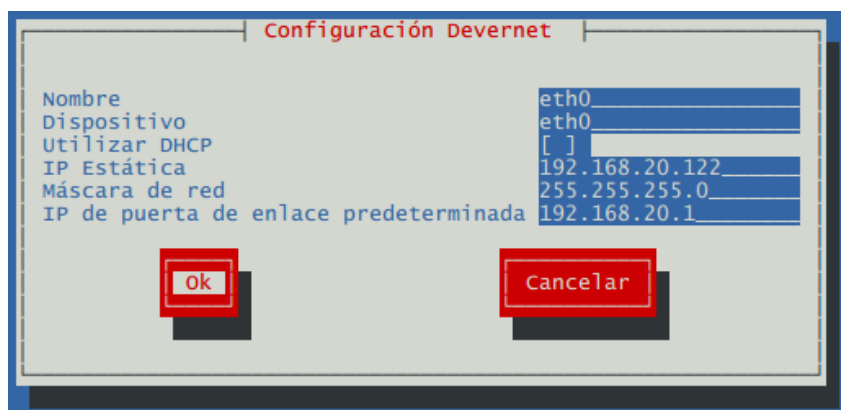 Configuración Devernet
Nombre eth0
Dispositivo eth0
Utilizar DHCP [ ]
IP Estática 192.168.20.122
Máscara de red 255.255.255.0
IP de puerta de enlace predeterminada 192.168.20.1
Ok Cancelar